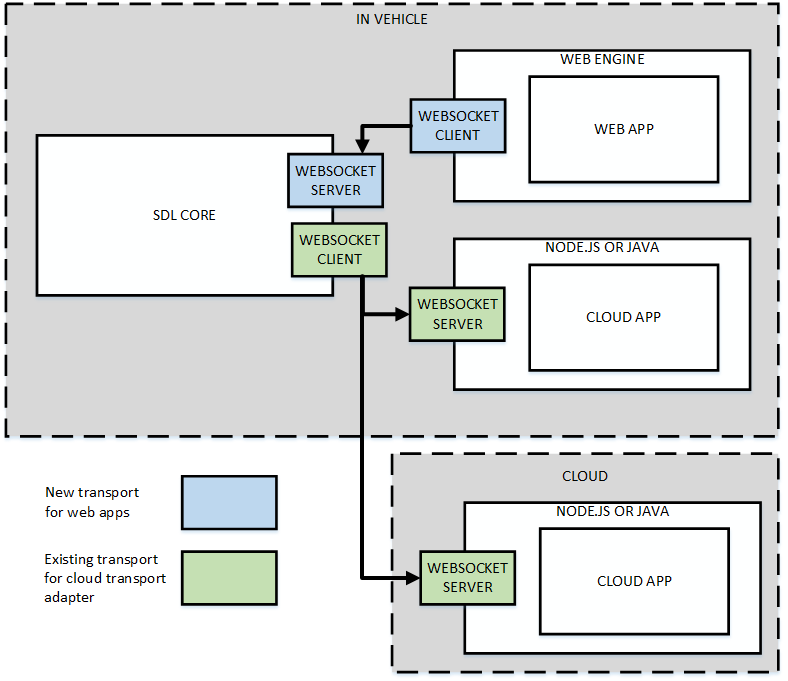 IN VEHICLE
WEB ENGINE
WEBSOCKET
CLIENT
WEB APP
SDL CORE
WEBSOCKET
SERVER
WEBSOCKET
CLIENT
NODE.JS OR JAVA
WEBSOCKET
SERVER
CLOUD APP
New transport
for web apps
Existing transport
for cloud transport
adapter
CLOUD
NODE.JS OR JAVA
WEBSOCKET
SERVER
CLOUD APP